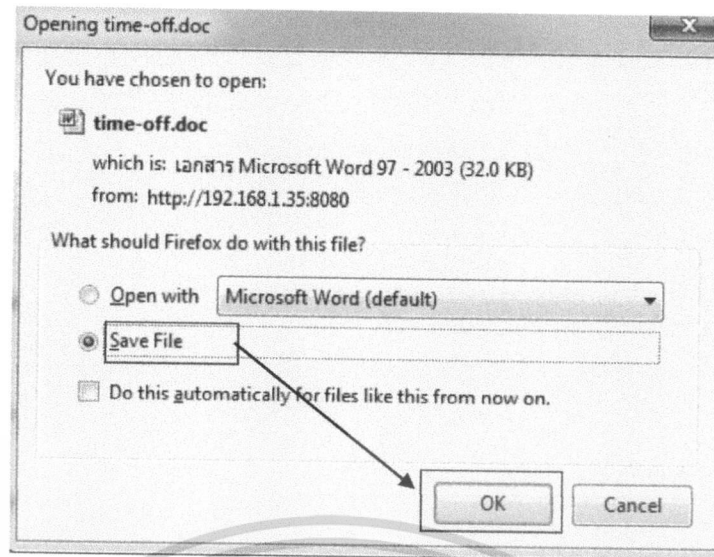 Opening time-off.doc
You have chosen to open:
time-off.doc
which is: เอกสาร Microsoft Word 97 - 2003 (32.0 KB)
from: http://192.168.1.35:8080
What should Firefox do with this file?
Open with Microsoft Word (default)
Save File
Do this automatically for files like this from now on.
OK Cancel